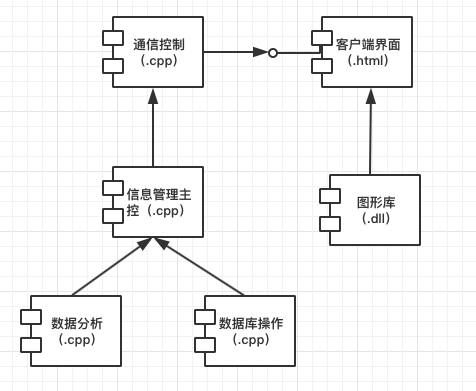 通信控制
（.cpp）
客户端界面
（.html）
信息管理主
控（.cpp）
图形库
（.dll）
数据分析
（.cpp）
数据库操作
（.cpp）